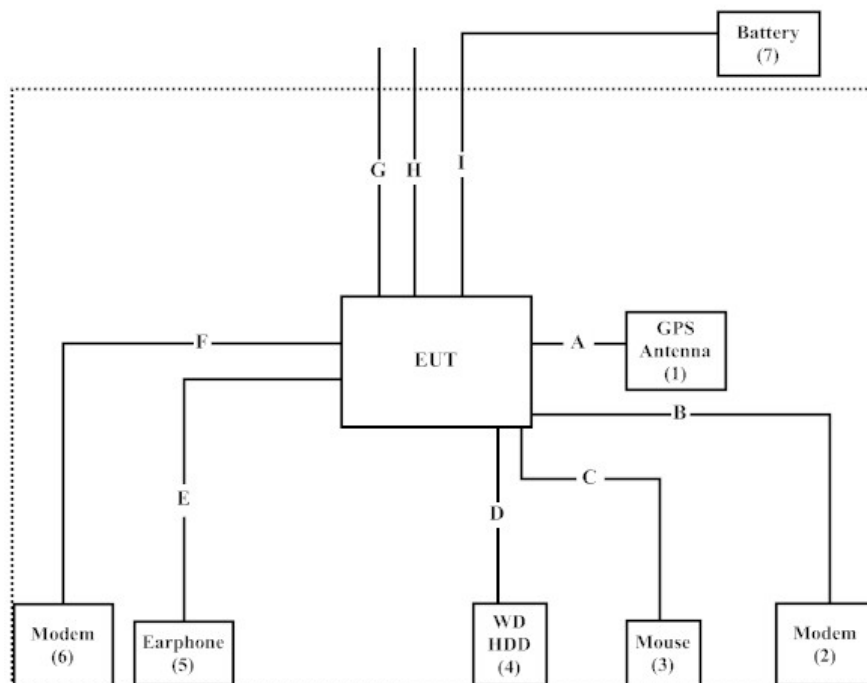 Battery
(7)
G
H
I
F
A
GPS
Antenna
(1)
EUT
B
C
E
D
Modem
(6)
Earphone
(5)
WD
HDD
(4)
Mouse
(3)
Modem
(2)